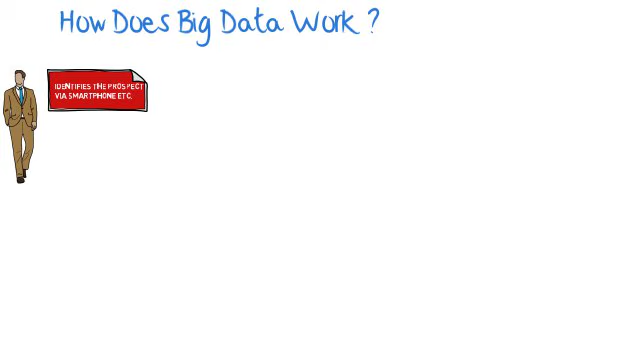 How Does Big Data Work ?
IDENTIFIES THE PROSPECT
VIA SMARTPHONE ETC.